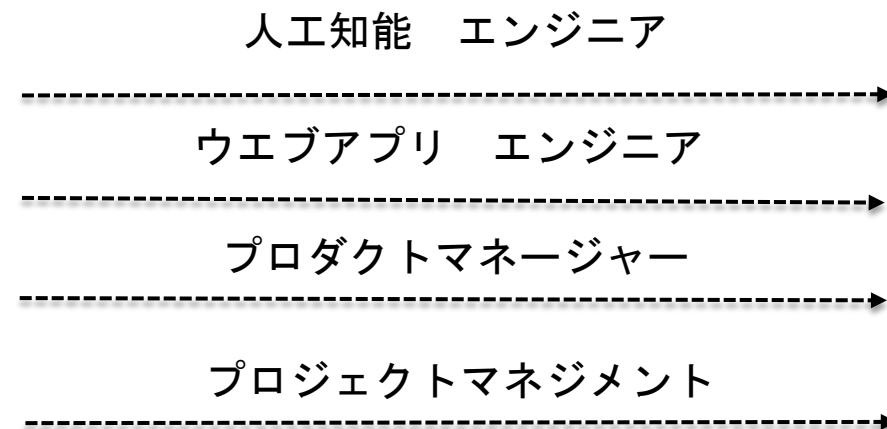 人工知能　エンジニア
ウエブアプリ　エンジニア
プロダクトマネージャー
プロジェクトマネジメント